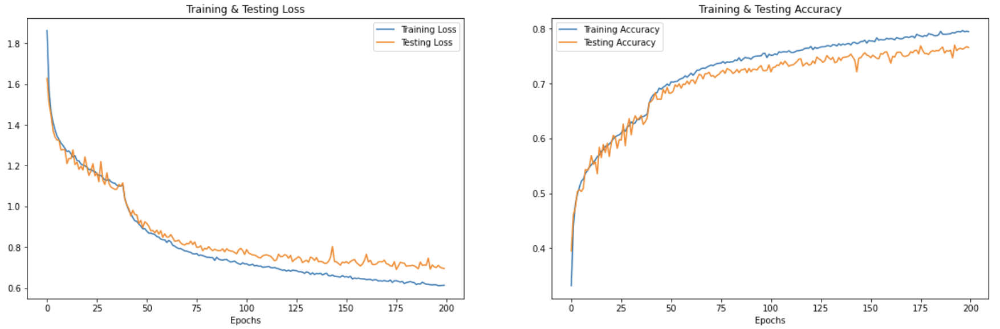 Training & Testing Loss
Training Loss
Testing Loss
1.8
1.6
1.4
1.2
1.0
0.8
0.6
0 25 50 75 100 125 150 175 200
Epochs
Training & Testing Accuracy
Training Accuracy
Testing Accuracy
0.8
0.7
0.6
0.5
0.4
0 25 50 75 100 125 150 175 200
Epochs